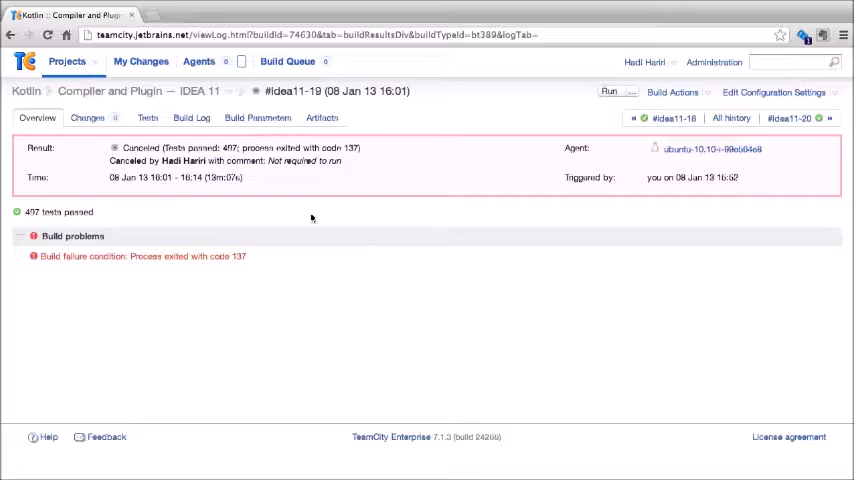 Kotlin :: Compiler and Plugin
teamcity.jetbrains.net/viewLog.html?buildId=74630&tab=buildResultsDiv&buildTypeId=bt389&logTab=
TC Projects My Changes Agents 0 Build Queue 0 Hadi Hariri Administration
Kotlin Compiler and Plugin — IDEA 11 #Idea11-19 (08 Jan 13 16:01) Run ... Build Actions Edit Configuration Settings
Overview Changes 0 Tests Build Log Build Parameters Artifacts « #Idea11-18 All history #Idea11-20 »
Result: Canceled (Tests passed: 497; process exited with code 137) Agent:
Canceled by Hadi Hariri with comment: Not required to run
Time: 08 Jan 13 16:01 - 16:14 (13m:07s) Triggered by: you on 08 Jan 13 15:52
497 tests passed
Build problems
Build failure condition: Process exited with code 137
Help Feedback TeamCity Enterprise 7.1.3 (build 24266) License agreement